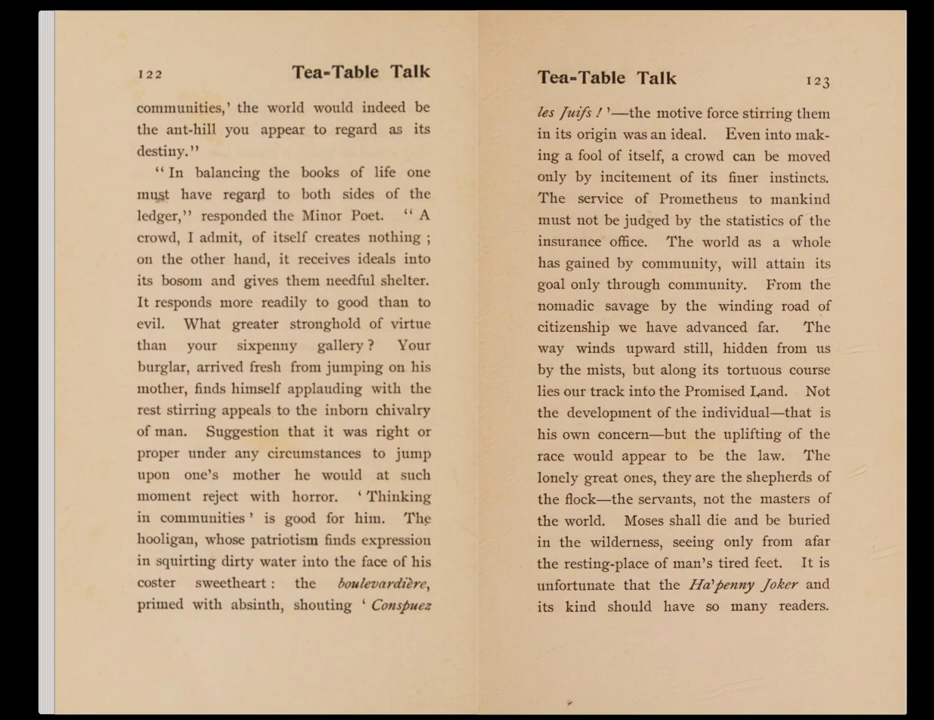 122
Tea-Table Talk
communities,’ the world would indeed be
the ant-hill you appear to regard as its
destiny.”
“ In balancing the books of life one
must have regard to both sides of the
ledger,” responded the Minor Poet. “ A
crowd, I admit, of itself creates nothing ;
on the other hand, it receives ideals into
its bosom and gives them needful shelter.
It responds more readily to good than to
evil. What greater stronghold of virtue
than your sixpenny gallery ? Your
burglar, arrived fresh from jumping on his
mother, finds himself applauding with the
rest stirring appeals to the inborn chivalry
of man. Suggestion that it was right or
proper under any circumstances to jump
upon one’s mother he would at such
moment reject with horror. ‘ Thinking
in communities ’ is good for him. The
hooligan, whose patriotism finds expression
in squirting dirty water into the face of his
coster sweetheart : the boulevardière,
primed with absinth, shouting ‘ Conspuez
Tea-Table Talk
123
les Juifs ! ’—the motive force stirring them
in its origin was an ideal. Even into mak-
ing a fool of itself, a crowd can be moved
only by incitement of its finer instincts.
The service of Prometheus to mankind
must not be judged by the statistics of the
insurance office. The world as a whole
has gained by community, will attain its
goal only through community. From the
nomadic savage by the winding road of
citizenship we have advanced far. The
way winds upward still, hidden from us
by the mists, but along its tortuous course
lies our track into the Promised Land. Not
the development of the individual—that is
his own concern—but the uplifting of the
race would appear to be the law. The
lonely great ones, they are the shepherds of
the flock—the servants, not the masters of
the world. Moses shall die and be buried
in the wilderness, seeing only from afar
the resting-place of man’s tired feet. It is
unfortunate that the Ha’penny Joker and
its kind should have so many readers.